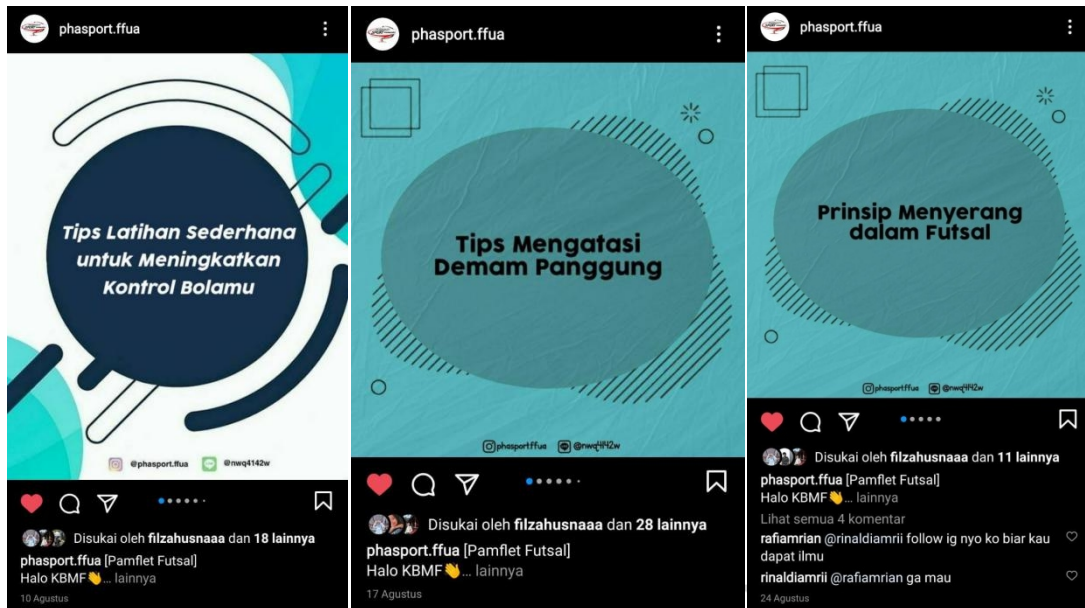 phasport.ffua
Tips Latihan Sederhana
untuk Meningkatkan
Kontrol Bolamu
@phasport.ffua @nwq4142w
Disukai oleh filzahusnaaa dan 18 lainnya
phasport.ffua [Pamflet Futsal]
Halo KBMF👋... lainnya
10 Agustus
phasport.ffua
Tips Mengatasi
Demam Panggung
@phasportffua @nwq4142w
Disukai oleh filzahusnaaa dan 28 lainnya
phasport.ffua [Pamflet Futsal]
Halo KBMF👋... lainnya
17 Agustus
phasport.ffua
Prinsip Menyerang
dalam Futsal
@phasportffua @nwq4142w
Disukai oleh filzahusnaaa dan 11 lainnya
phasport.ffua [Pamflet Futsal]
Halo KBMF👋... lainnya
Lihat semua 4 komentar
rafiamrian @rinaldiamrii follow ig nyo ko biar kau
dapat ilmu
rinaldiamrii @rafiamrian ga mau
24 Agustus